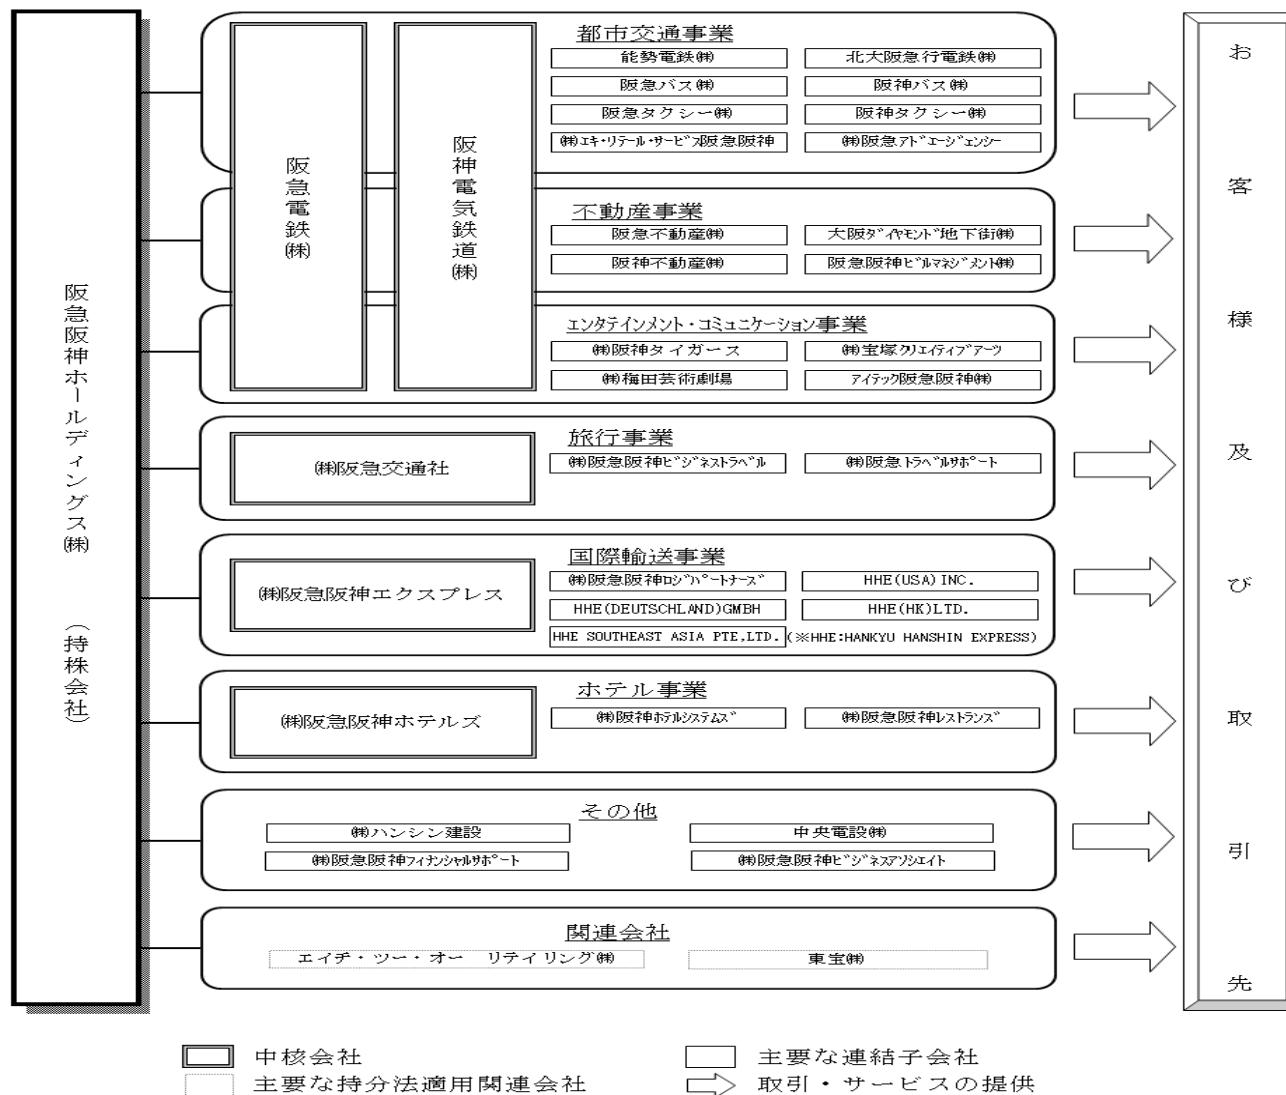 阪急阪神ホールディングス㈱ (持株会社)
阪急電鉄㈱
阪神電気鉄道㈱
都市交通事業
能勢電鉄㈱
北大阪急行電鉄㈱
阪急バス㈱
阪神バス㈱
阪急タクシー㈱
阪神タクシー㈱
㈱エキ・リテール・サービス阪急阪神
㈱阪急アドエージェンシー
不動産事業
阪急不動産㈱
大阪ダイヤモンド地下街㈱
阪神不動産㈱
阪急阪神ビルマネジメント㈱
エンタテインメント・コミュニケーション事業
㈱阪神タイガース
㈱宝塚クリエイティブアーツ
㈱梅田芸術劇場
アイテック阪急阪神㈱
旅行事業
㈱阪急交通社
㈱阪急阪神ビジネストラベル
㈱阪急トラベルサポート
国際輸送事業
㈱阪急阪神エクスプレス
㈱阪急阪神ロジパートナーズ
HHE(USA) INC.
HHE(DEUTSCHLAND)GMBH
HHE(HK)LTD.
HHE SOUTHEAST ASIA PTE,LTD.
(※HHE:HANKYU HANSHIN EXPRESS)
ホテル事業
㈱阪急阪神ホテルズ
㈱阪神ホテルシステムズ
㈱阪急阪神レストランズ
その他
㈱ハンシン建設
中央電設㈱
㈱阪急阪神フィナンシャルサポート
㈱阪急阪神ビジネスアソシエイト
関連会社
エイチ・ツー・オー リテイリング㈱
東宝㈱
お客様及び取引先
中核会社
主要な連結子会社
主要な持分法適用関連会社
取引・サービスの提供